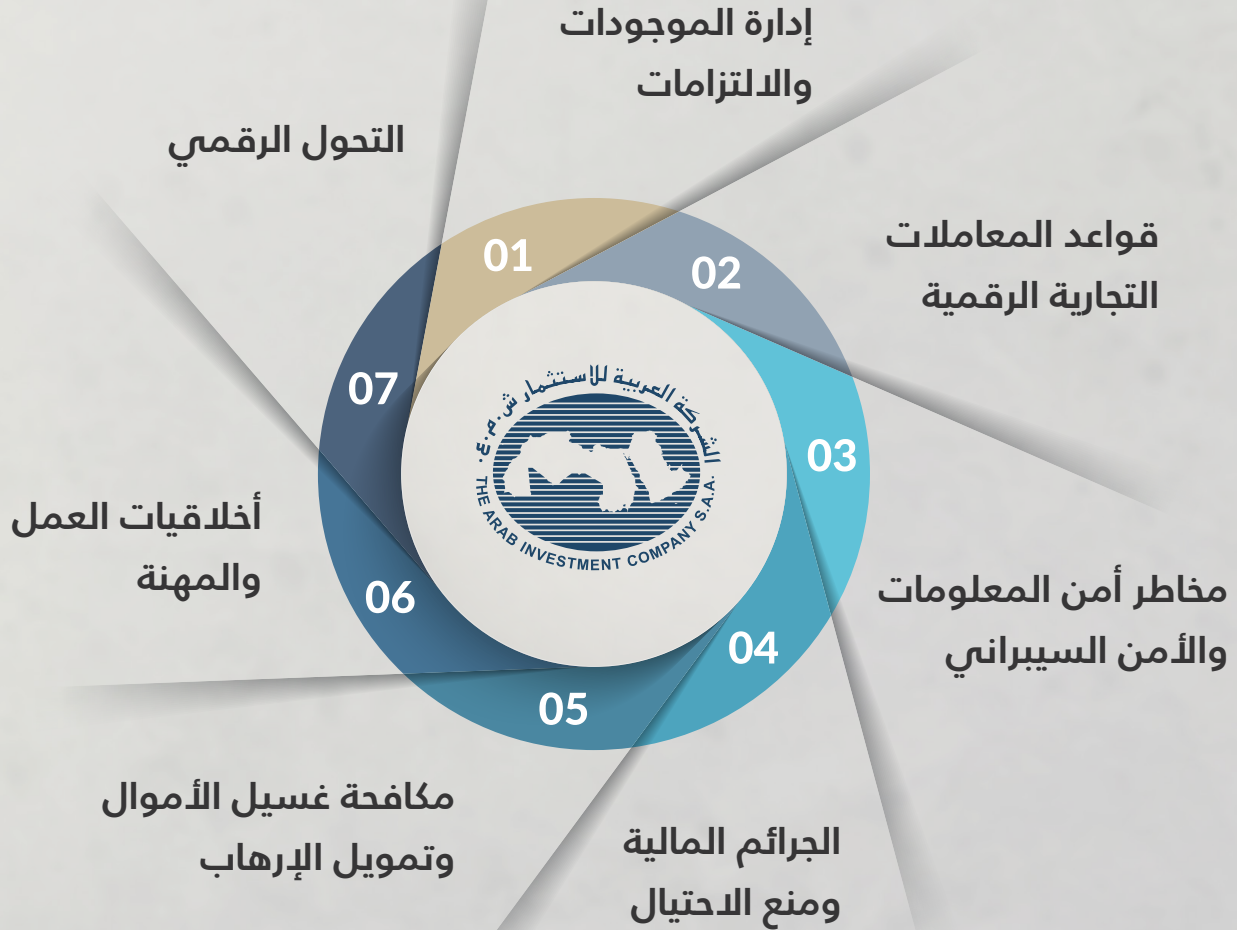 إدارة الموجودات
والالتزامات
01
قواعد المعاملات
التجارية الرقمية
02
مخاطر أمن المعلومات
والأمن السيبراني
03
الجرائم المالية
ومنع الاحتيال
04
مكافحة غسيل الأموال
وتمويل الإرهاب
05
أخلاقيات العمل
والمهنة
06
التحول الرقمي
07
الشركة العربية للإستثمار ش.م.ع.
THE ARAB INVESTMENT COMPANY S.A.A.